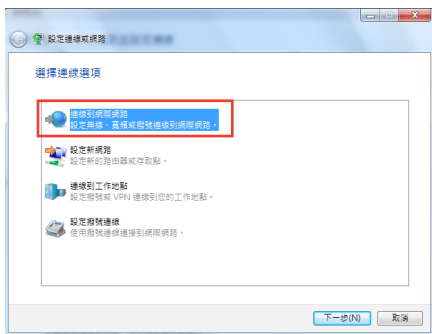 設定連線或網路
選擇連線選項
連線到網際網路
設定無線、寬頻或撥號連線到網際網路。
設定新網路
設定新的路由器或存取點。
連線到工作地點
設定撥號或 VPN 連線到您的工作地點。
設定撥號連線
使用撥號連線連接到網際網路。
下一步(N)
取消